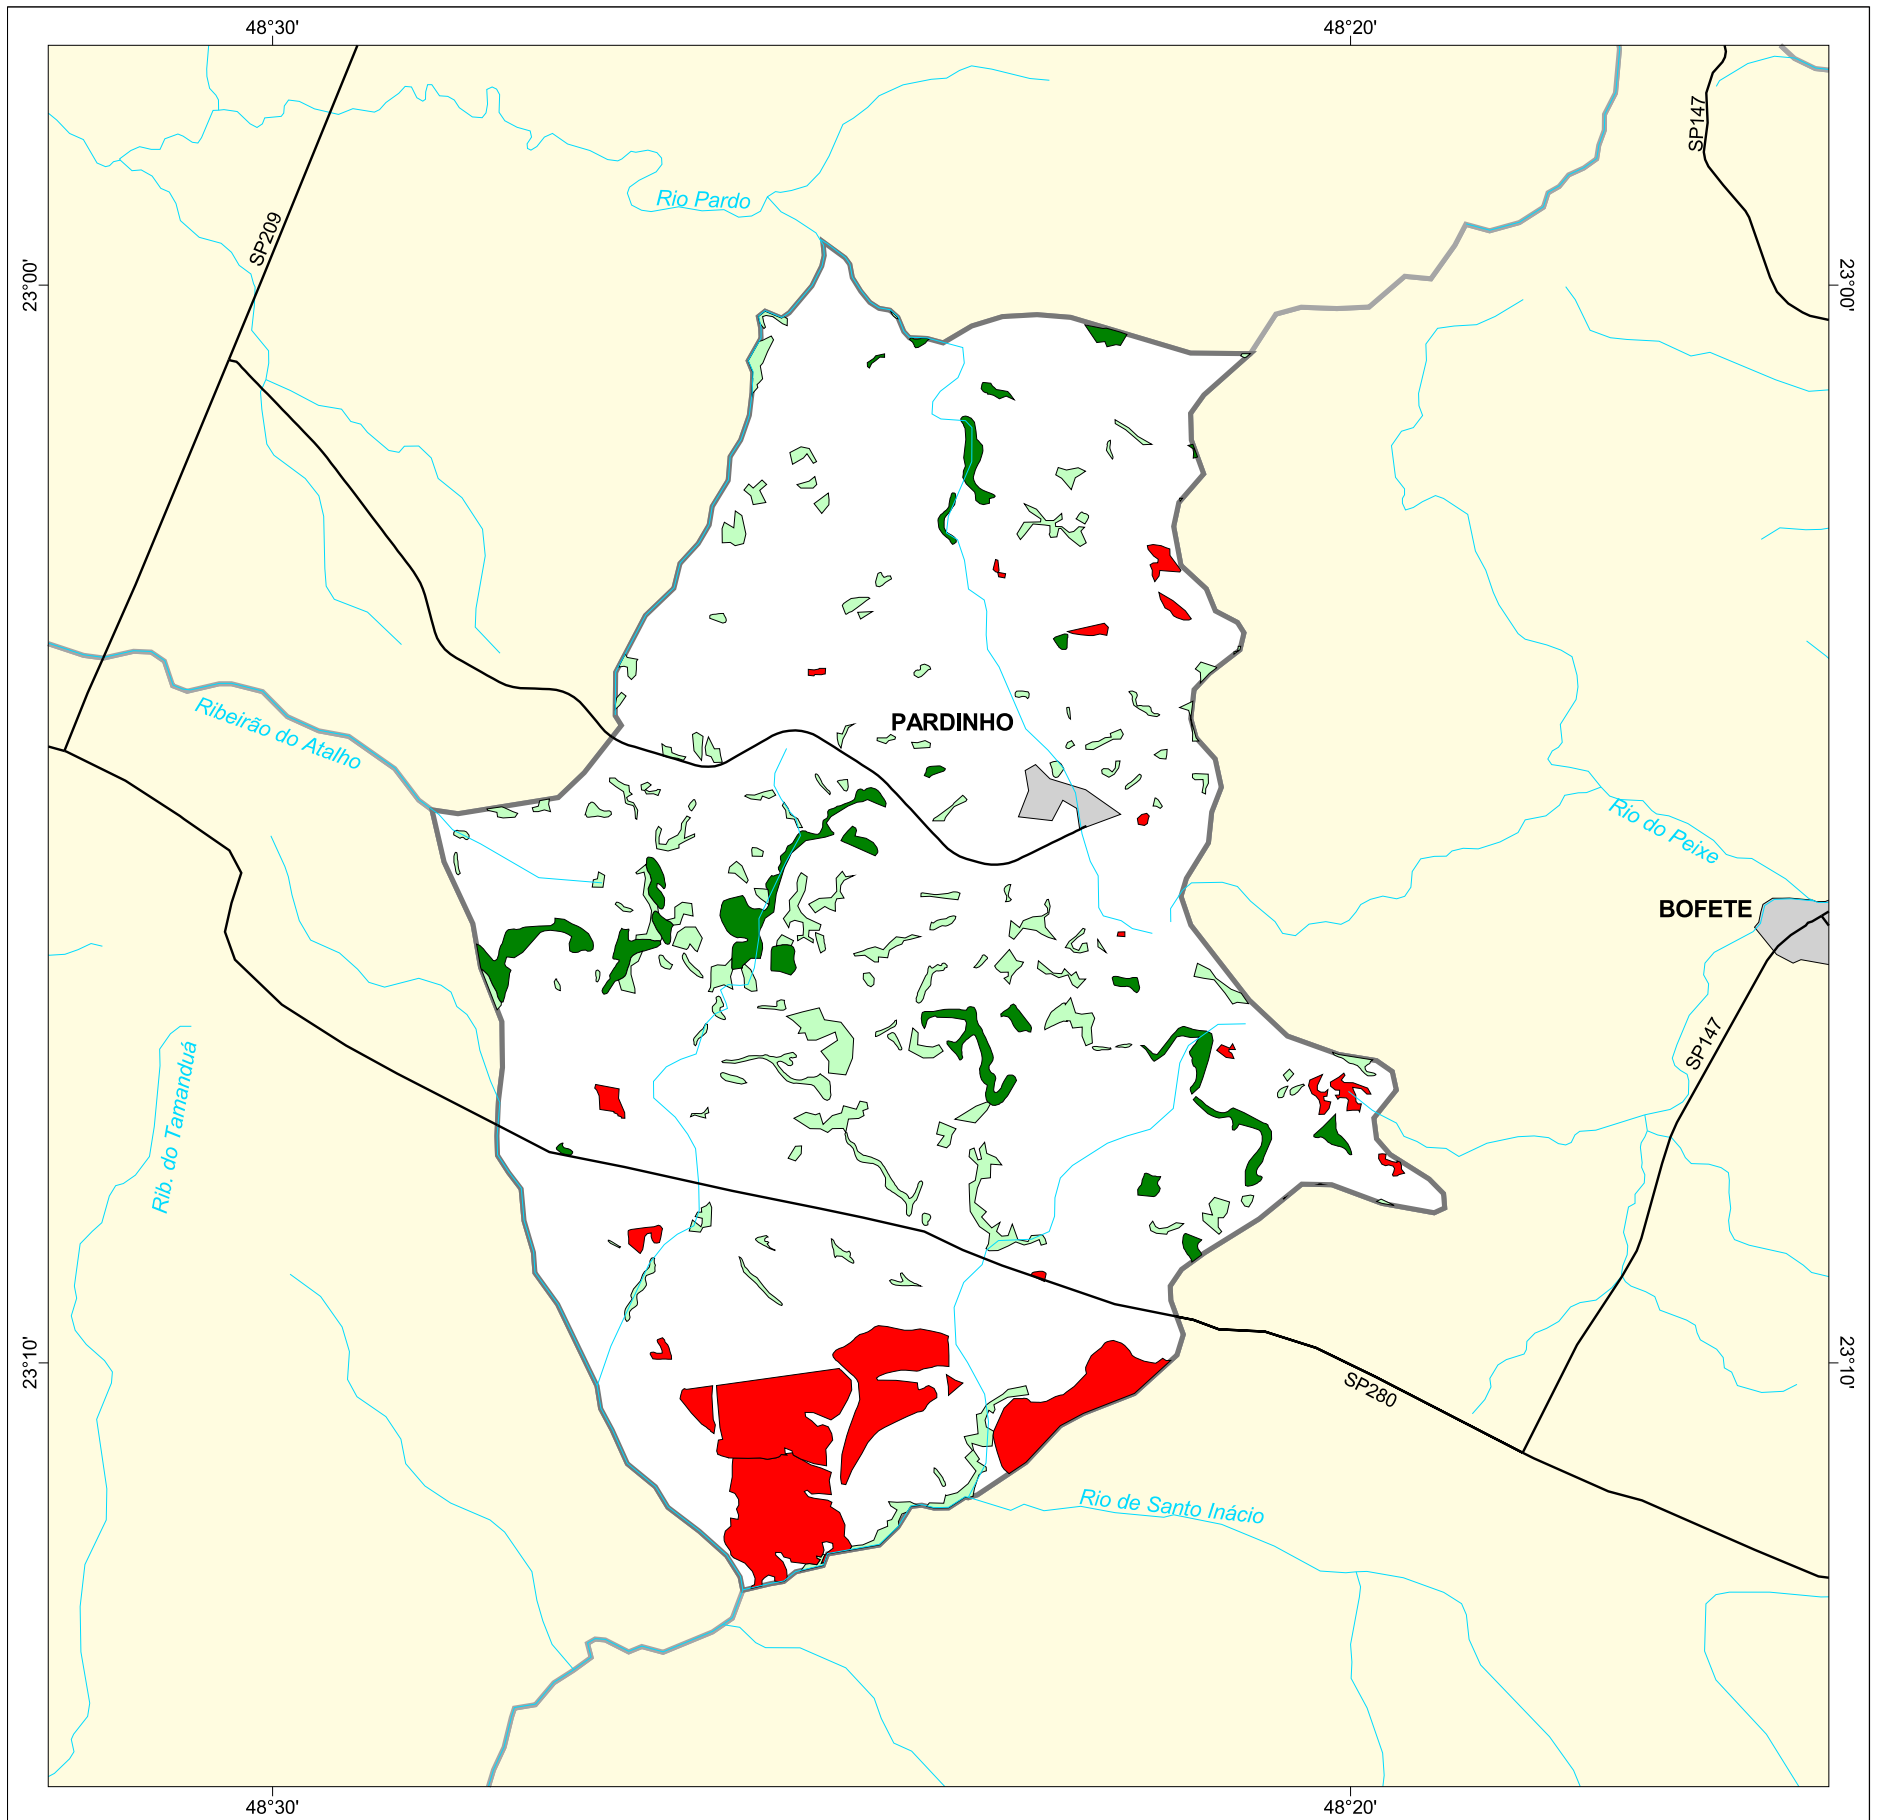 48°30'
48°20'
SP147
Rio Pardo
SP209
23°00'
23°00'
Ribeirão do Atalho
PARDINHO
Rio do Peixe
BOFETE
SP147
Rib. do Tamanduá
23°10'
23°10'
SP280
Rio de Santo Inácio
48°30'
48°20'